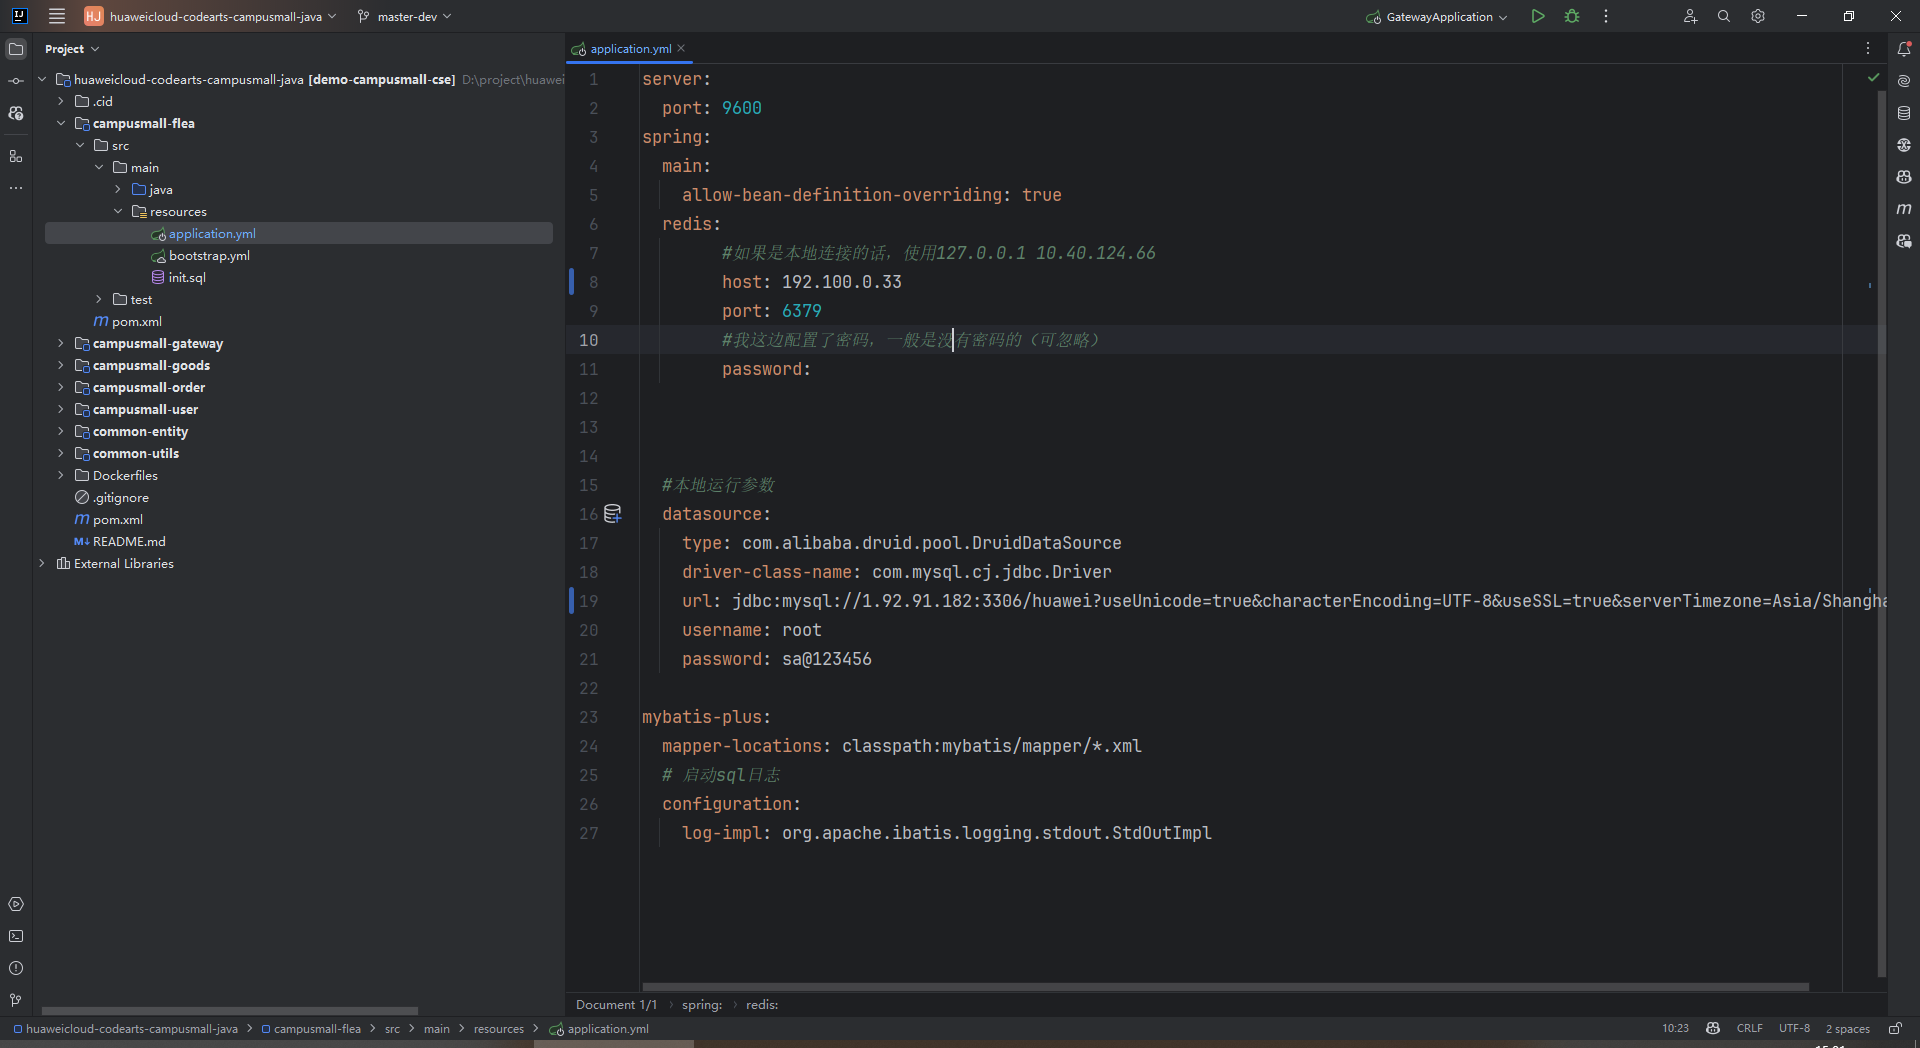 HJ huaweicloud-codearts-campusmall-java master-dev GatewayApplication
Project
huaweicloud-codearts-campusmall-java [demo-campusmall-cse] D:\project\huawei
.cid
campusmall-flea
src
main
java
resources
application.yml
bootstrap.yml
init.sql
test
m pom.xml
campusmall-gateway
campusmall-goods
campusmall-order
campusmall-user
common-entity
common-utils
Dockerfiles
.gitignore
m pom.xml
M↓ README.md
External Libraries
application.yml
1 server:
2 port: 9600
3 spring:
4 main:
5 allow-bean-definition-overriding: true
6 redis:
7 #如果是本地连接的话，使用127.0.0.1 10.40.124.66
8 host: 192.100.0.33
9 port: 6379
10 #我这边配置了密码，一般是没有密码的（可忽略）
11 password:
12
13
14
15 #本地运行参数
16 datasource:
17 type: com.alibaba.druid.pool.DruidDataSource
18 driver-class-name: com.mysql.cj.jdbc.Driver
19 url: jdbc:mysql://1.92.91.182:3306/huawei?useUnicode=true&characterEncoding=UTF-8&useSSL=true&serverTimezone=Asia/Shangha
20 username: root
21 password: sa@123456
22
23 mybatis-plus:
24 mapper-locations: classpath:mybatis/mapper/*.xml
25 # 启动sql日志
26 configuration:
27 log-impl: org.apache.ibatis.logging.stdout.StdOutImpl
Document 1/1 › spring: › redis:
huaweicloud-codearts-campusmall-java › campusmall-flea › src › main › resources › application.yml 10:23 CRLF UTF-8 2 spaces